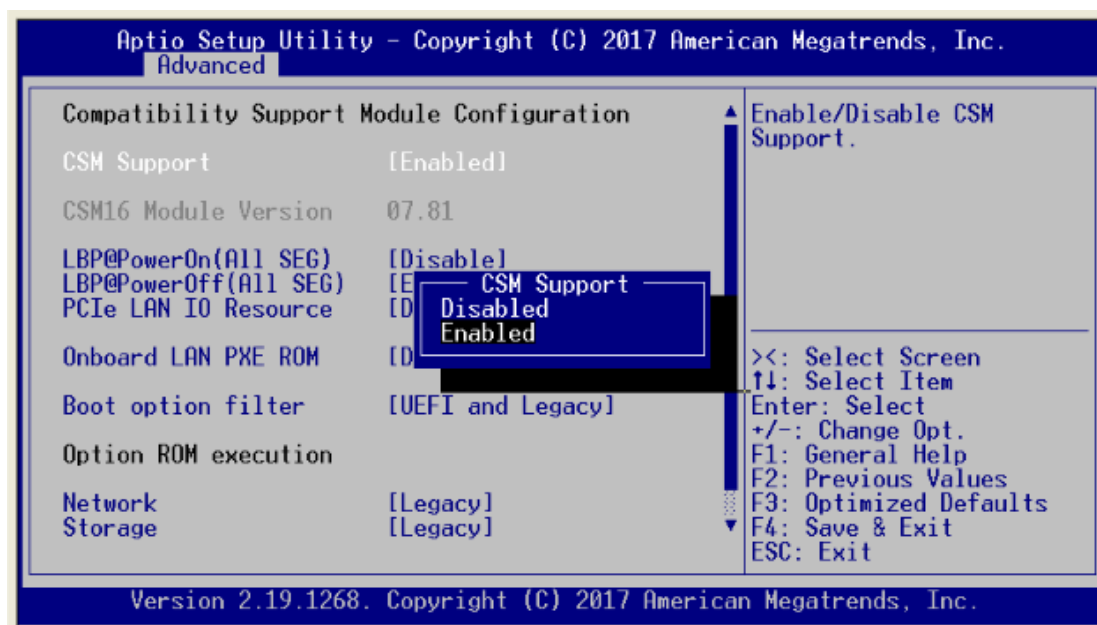 Aptio Setup Utility - Copyright (C) 2017 American Megatrends, Inc.
Advanced
Compatibility Support Module Configuration
CSM Support [Enabled]
CSM16 Module Version 07.81
LBP@PowerOn(All SEG) [Disable]
LBP@PowerOff(All SEG) [E
PCIe LAN IO Resource [D
Onboard LAN PXE ROM [D
Boot option filter [UEFI and Legacy]
Option ROM execution
Network [Legacy]
Storage [Legacy]
CSM Support
Disabled
Enabled
Enable/Disable CSM
Support.
><: Select Screen
↑↓: Select Item
Enter: Select
+/-: Change Opt.
F1: General Help
F2: Previous Values
F3: Optimized Defaults
F4: Save & Exit
ESC: Exit
Version 2.19.1268. Copyright (C) 2017 American Megatrends, Inc.